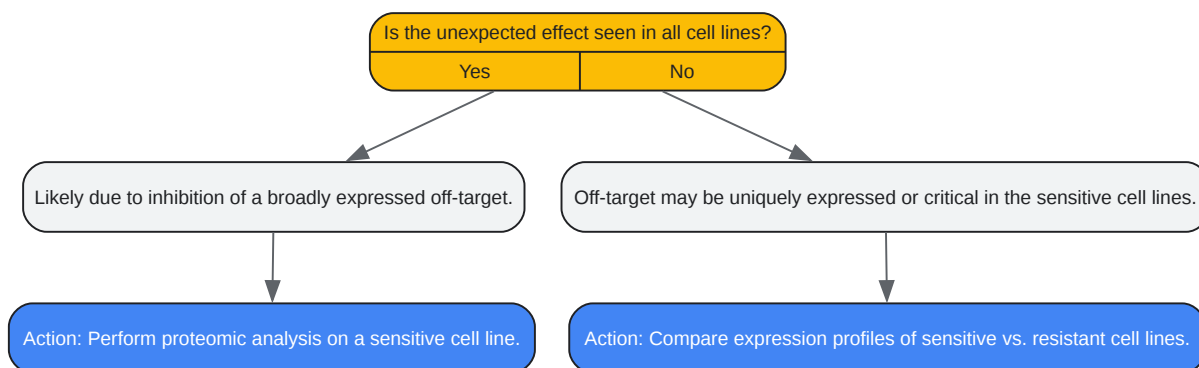 Is the unexpected effect seen in all cell lines?
Yes
No
Likely due to inhibition of a broadly expressed off-target.
Off-target may be uniquely expressed or critical in the sensitive cell lines.
Action: Perform proteomic analysis on a sensitive cell line.
Action: Compare expression profiles of sensitive vs. resistant cell lines.